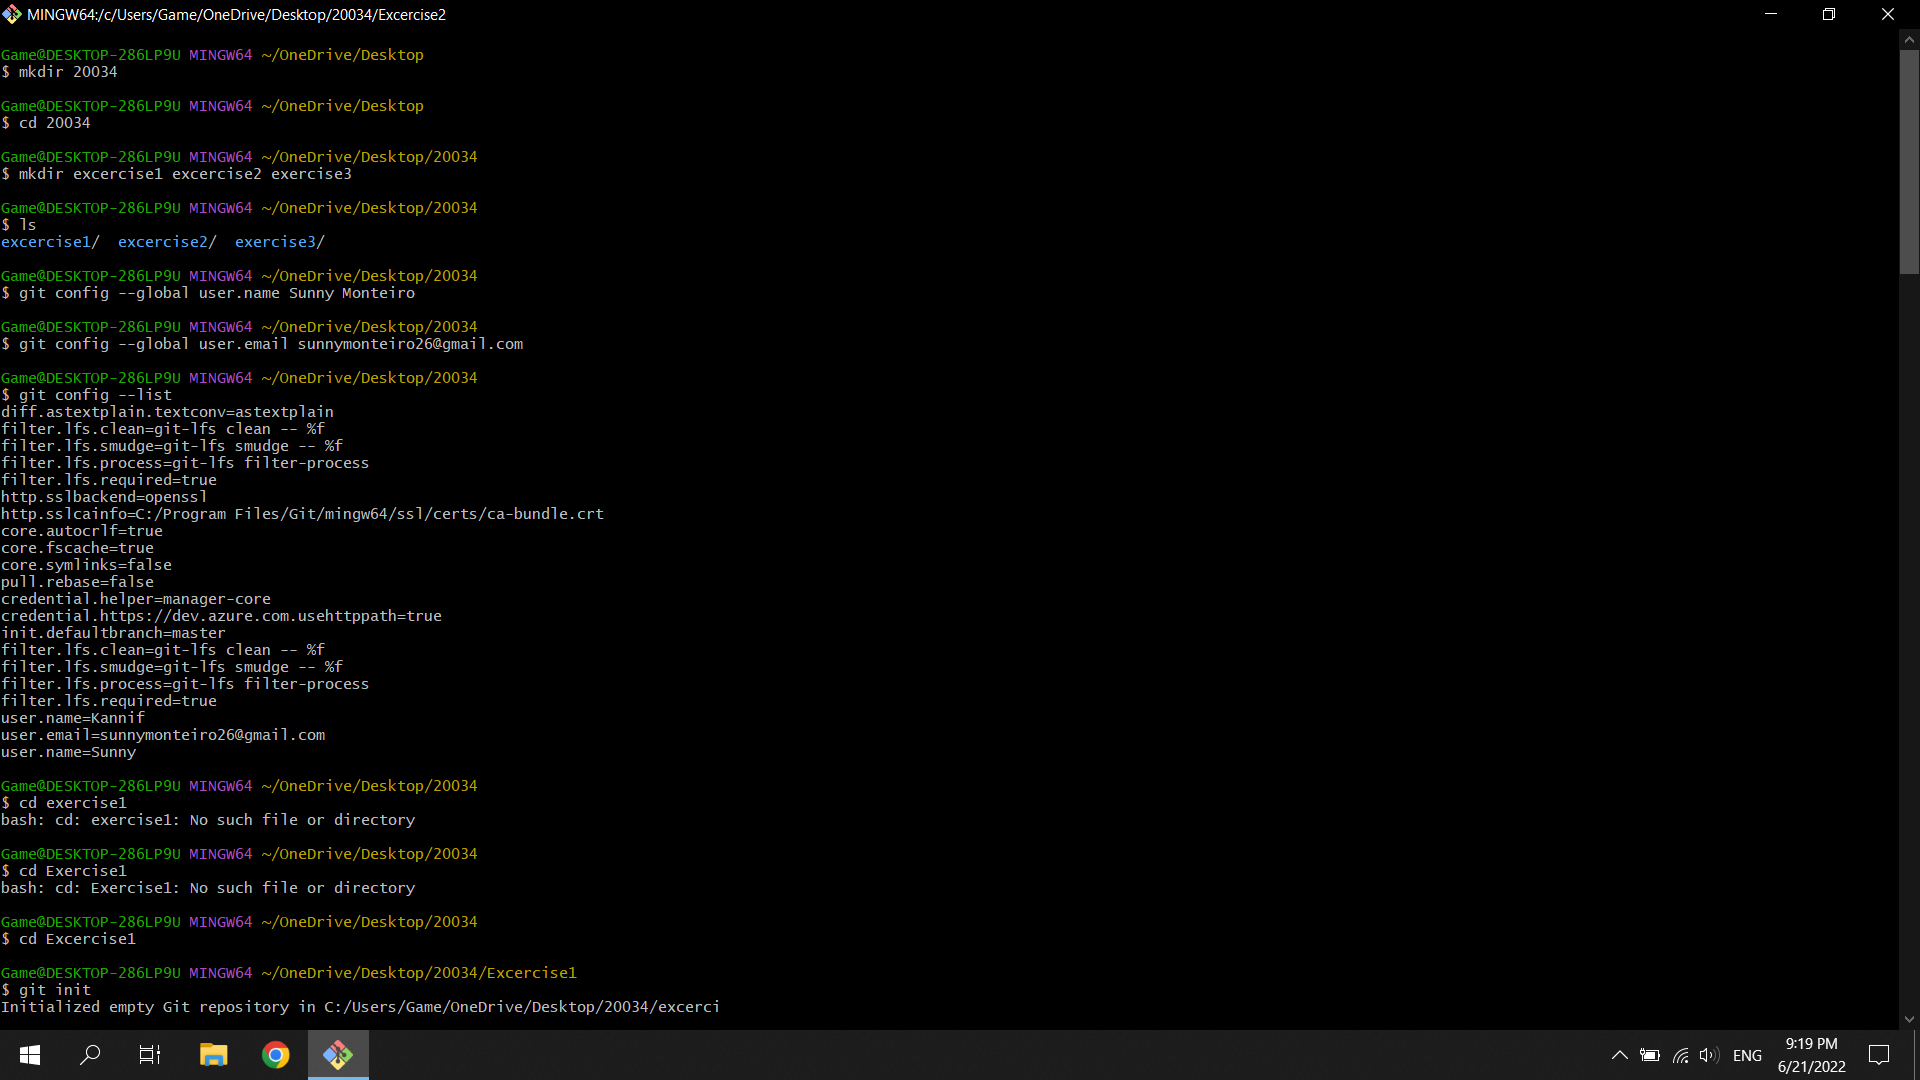 MINGW64:/c/Users/Game/OneDrive/Desktop/20034/Excercise2
Game@DESKTOP-286LP9U MINGW64 ~/OneDrive/Desktop
$ mkdir 20034
Game@DESKTOP-286LP9U MINGW64 ~/OneDrive/Desktop
$ cd 20034
Game@DESKTOP-286LP9U MINGW64 ~/OneDrive/Desktop/20034
$ mkdir excercise1 excercise2 exercise3
Game@DESKTOP-286LP9U MINGW64 ~/OneDrive/Desktop/20034
$ ls
excercise1/  excercise2/  exercise3/
Game@DESKTOP-286LP9U MINGW64 ~/OneDrive/Desktop/20034
$ git config --global user.name Sunny Monteiro
Game@DESKTOP-286LP9U MINGW64 ~/OneDrive/Desktop/20034
$ git config --global user.email sunnymonteiro26@gmail.com
Game@DESKTOP-286LP9U MINGW64 ~/OneDrive/Desktop/20034
$ git config --list
diff.astextplain.textconv=astextplain
filter.lfs.clean=git-lfs clean -- %f
filter.lfs.smudge=git-lfs smudge -- %f
filter.lfs.process=git-lfs filter-process
filter.lfs.required=true
http.sslbackend=openssl
http.sslcainfo=C:/Program Files/Git/mingw64/ssl/certs/ca-bundle.crt
core.autocrlf=true
core.fscache=true
core.symlinks=false
pull.rebase=false
credential.helper=manager-core
credential.https://dev.azure.com.usehttppath=true
init.defaultbranch=master
filter.lfs.clean=git-lfs clean -- %f
filter.lfs.smudge=git-lfs smudge -- %f
filter.lfs.process=git-lfs filter-process
filter.lfs.required=true
user.name=Kannif
user.email=sunnymonteiro26@gmail.com
user.name=Sunny
Game@DESKTOP-286LP9U MINGW64 ~/OneDrive/Desktop/20034
$ cd exercise1
bash: cd: exercise1: No such file or directory
Game@DESKTOP-286LP9U MINGW64 ~/OneDrive/Desktop/20034
$ cd Exercise1
bash: cd: Exercise1: No such file or directory
Game@DESKTOP-286LP9U MINGW64 ~/OneDrive/Desktop/20034
$ cd Excercise1
Game@DESKTOP-286LP9U MINGW64 ~/OneDrive/Desktop/20034/Excercise1
$ git init
Initialized empty Git repository in C:/Users/Game/OneDrive/Desktop/20034/excerci
ENG
9:19 PM
6/21/2022